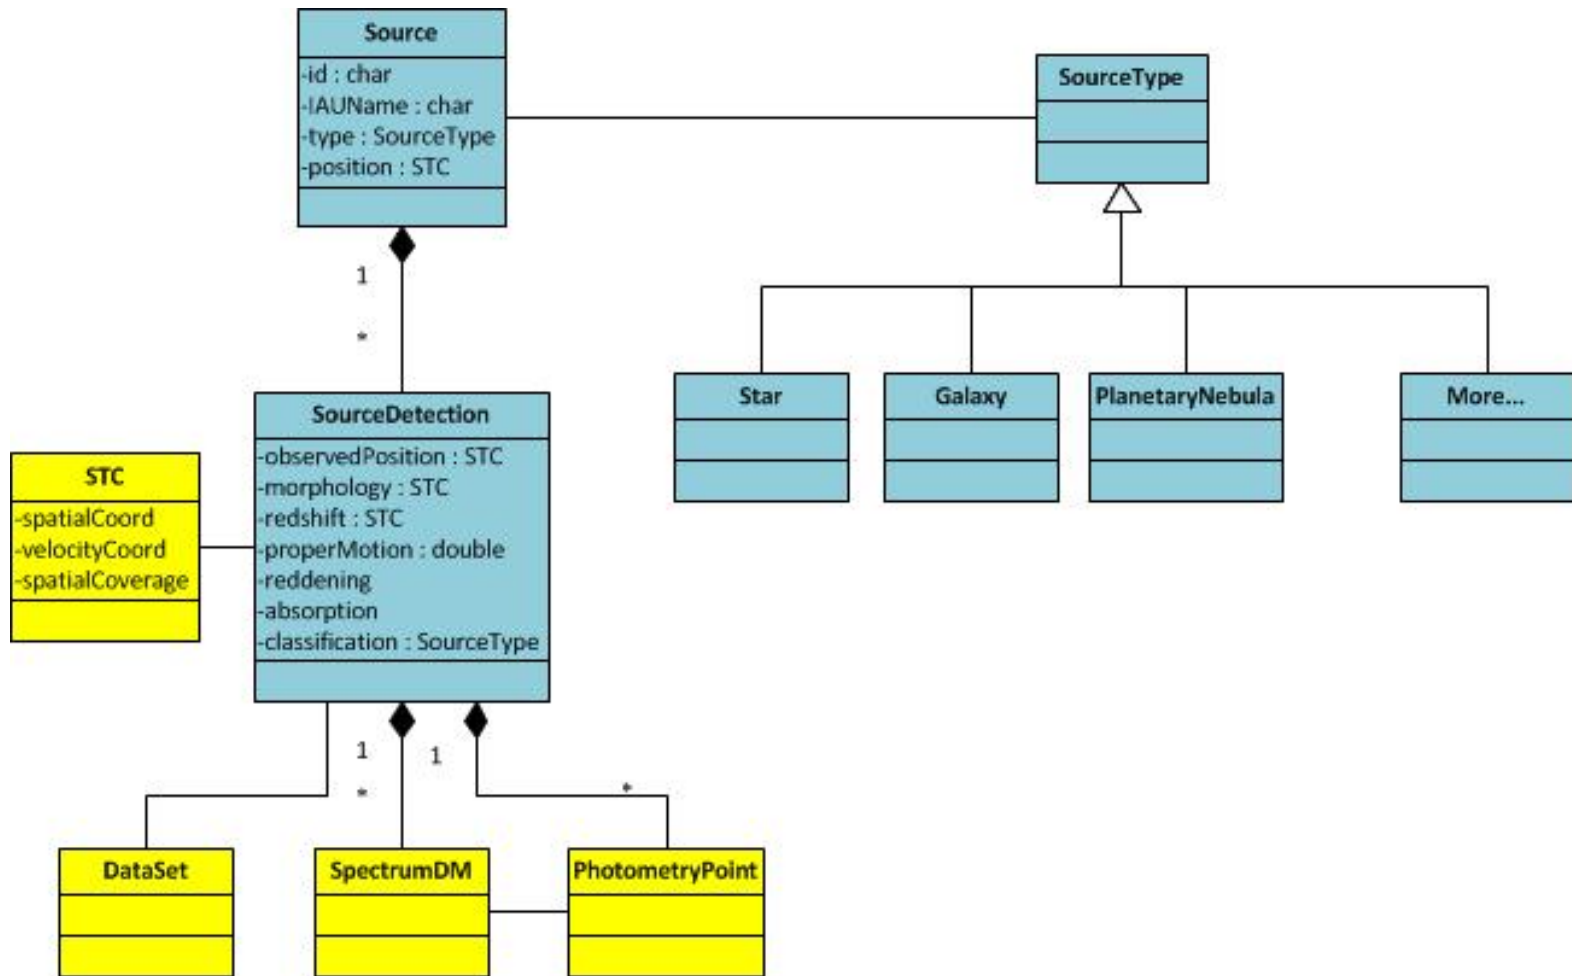 Source
-id : char
-IAUName : char
-type : SourceType
-position : STC
SourceType
1
*
Star
Galaxy
PlanetaryNebula
More...
SourceDetection
-observedPosition : STC
-morphology : STC
-redshift : STC
-properMotion : double
-reddening
-absorption
-classification : SourceType
STC
-spatialCoord
-velocityCoord
-spatialCoverage
1
*
1
*
DataSet
SpectrumDM
PhotometryPoint